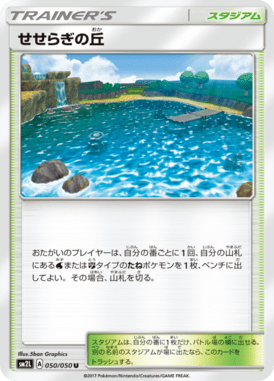 TRAINER'S
スタジアム
せせらぎの丘
おか
おたがいのプレイヤーは、自分の番ごとに1回、自分の山札
にある または タイプのたねポケモンを1枚、ベンチに出
してよい。その場合、山札を切る。
Illus.5ban Graphics
SM2L A 050/050 U
スタジアムは、自分の番に1枚だけ、バトル場の横に出せる。
別の名前のスタジアムが場に出たなら、このカードを
トラッシュする。
©2017 Pokémon/Nintendo/Creatures/GAME FREAK.